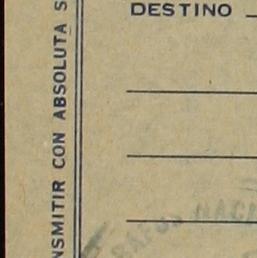 DESTINO
NSMITIR CON ABSOLUTA S